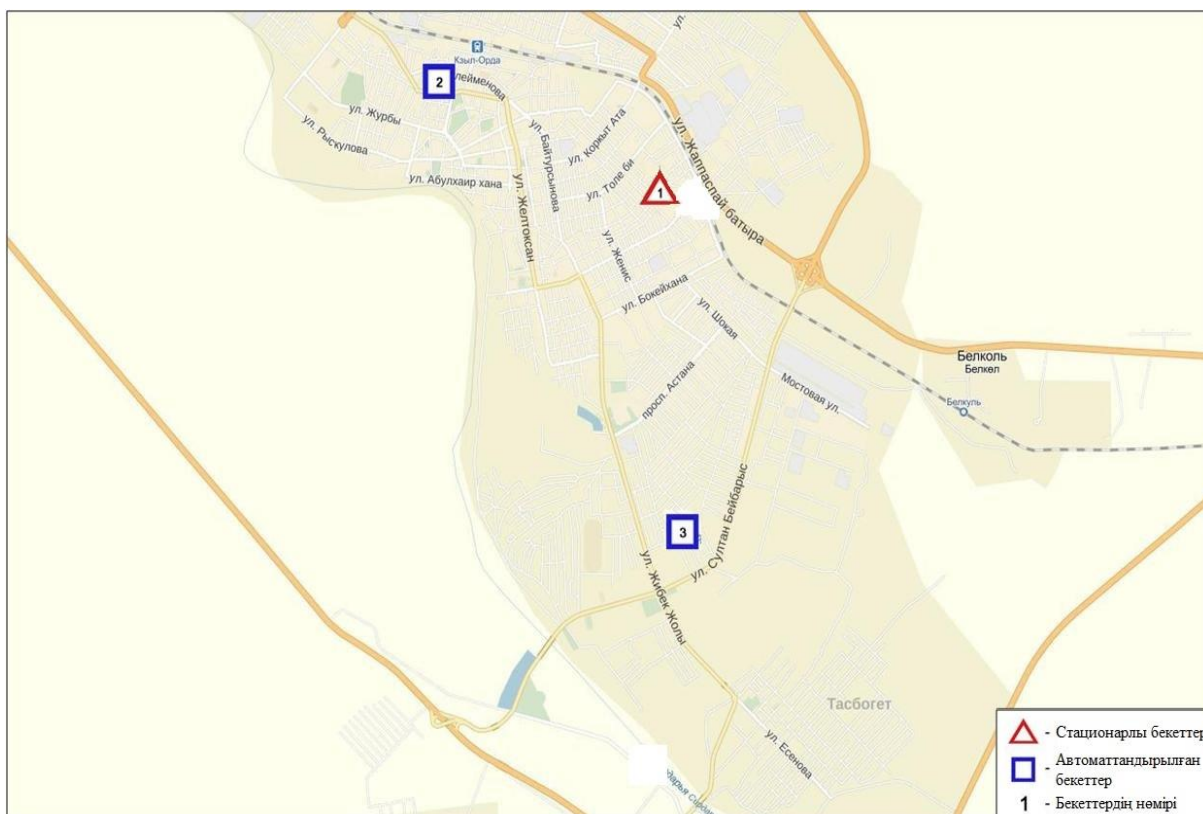 Кзыл-Орда
2
лейменова
ул. Журбы
ул. Рыскулова
ул. Абулхаир хана
ул. Желтоксан
ул. Байтурсынова
ул. Коркыт Ата
ул. Толе би
1
ул. Жаппаспай батыра
ул. Женис
ул. Бокейхана
ул. Шокая
просп. Астана
Мостовая ул.
Белколь
Белкөл
Белкуль
3
ул. Султан Бейбарыс
ул. Жибек Жолы
Тасбогет
ул. Есенова
- Стационарлы бекеттер
- Автоматтандырылған
бекеттер
1 - Бекеттердің нөмірі